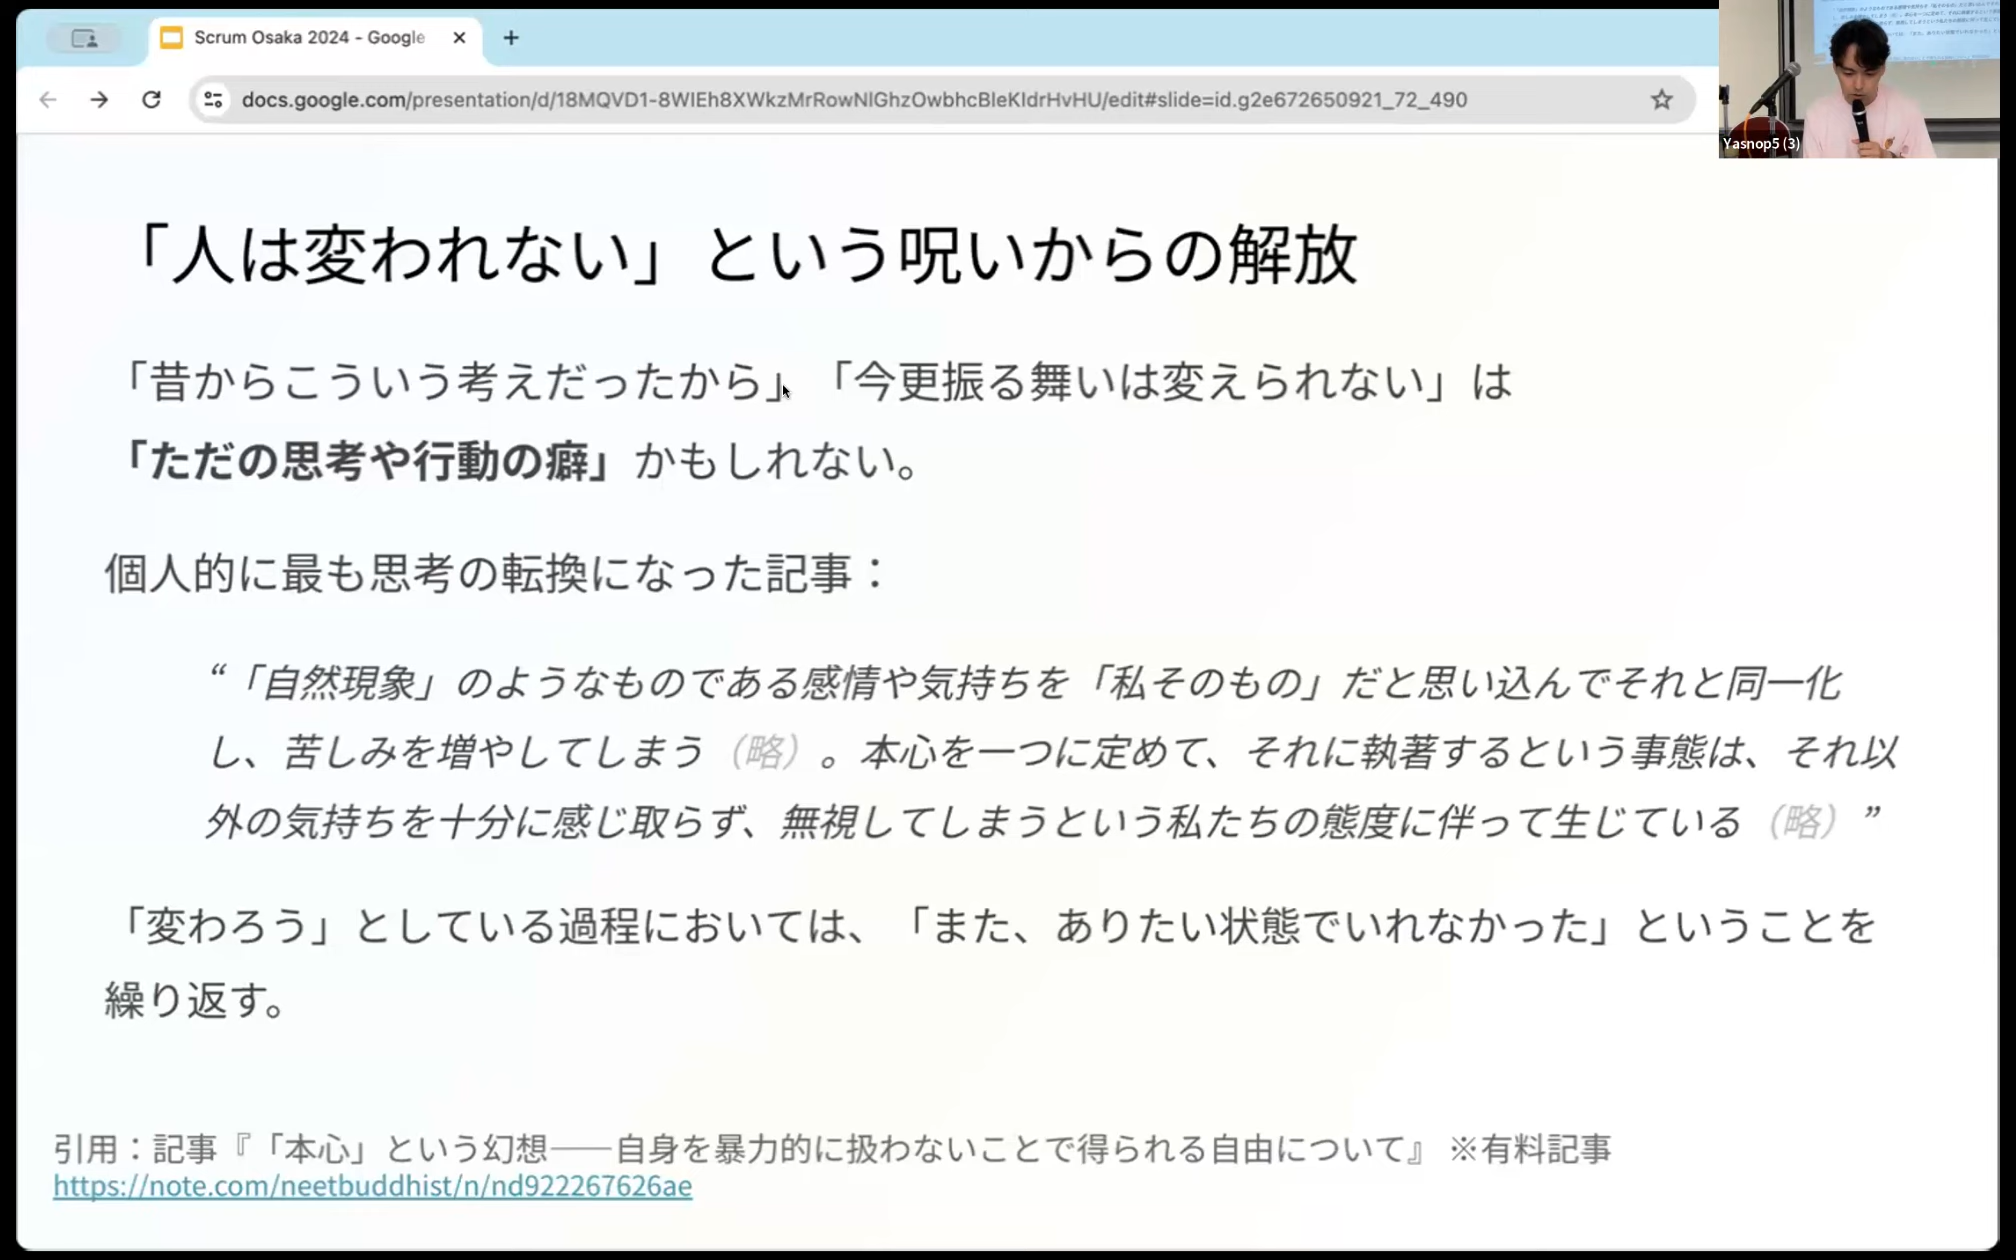 Scrum Osaka 2024 - Google
docs.google.com/presentation/d/18MQVD1-8WIEh8XWkzMrRowNlGhzOwbhcBleKIdrHvHU/edit#slide=id.g2e672650921_72_490
Yasnop5 (3)
「人は変われない」という呪いからの解放
「昔からこういう考えだったから」「今更振る舞いは変えられない」は
「ただの思考や行動の癖」かもしれない。
個人的に最も思考の転換になった記事：
“「自然現象」のようなものである感情や気持ちを「私そのもの」だと思い込んでそれと同一化
し、苦しみを増やしてしまう（略）。本心を一つに定めて、それに執著するという事態は、それ以
外の気持ちを十分に感じ取らず、無視してしまうという私たちの態度に伴って生じている（略）”
「変わろう」としている過程においては、「また、ありたい状態でいれなかった」ということを
繰り返す。
引用：記事『「本心」という幻想――自身を暴力的に扱わないことで得られる自由について』 ※有料記事
https://note.com/neetbuddhist/n/nd922267626ae